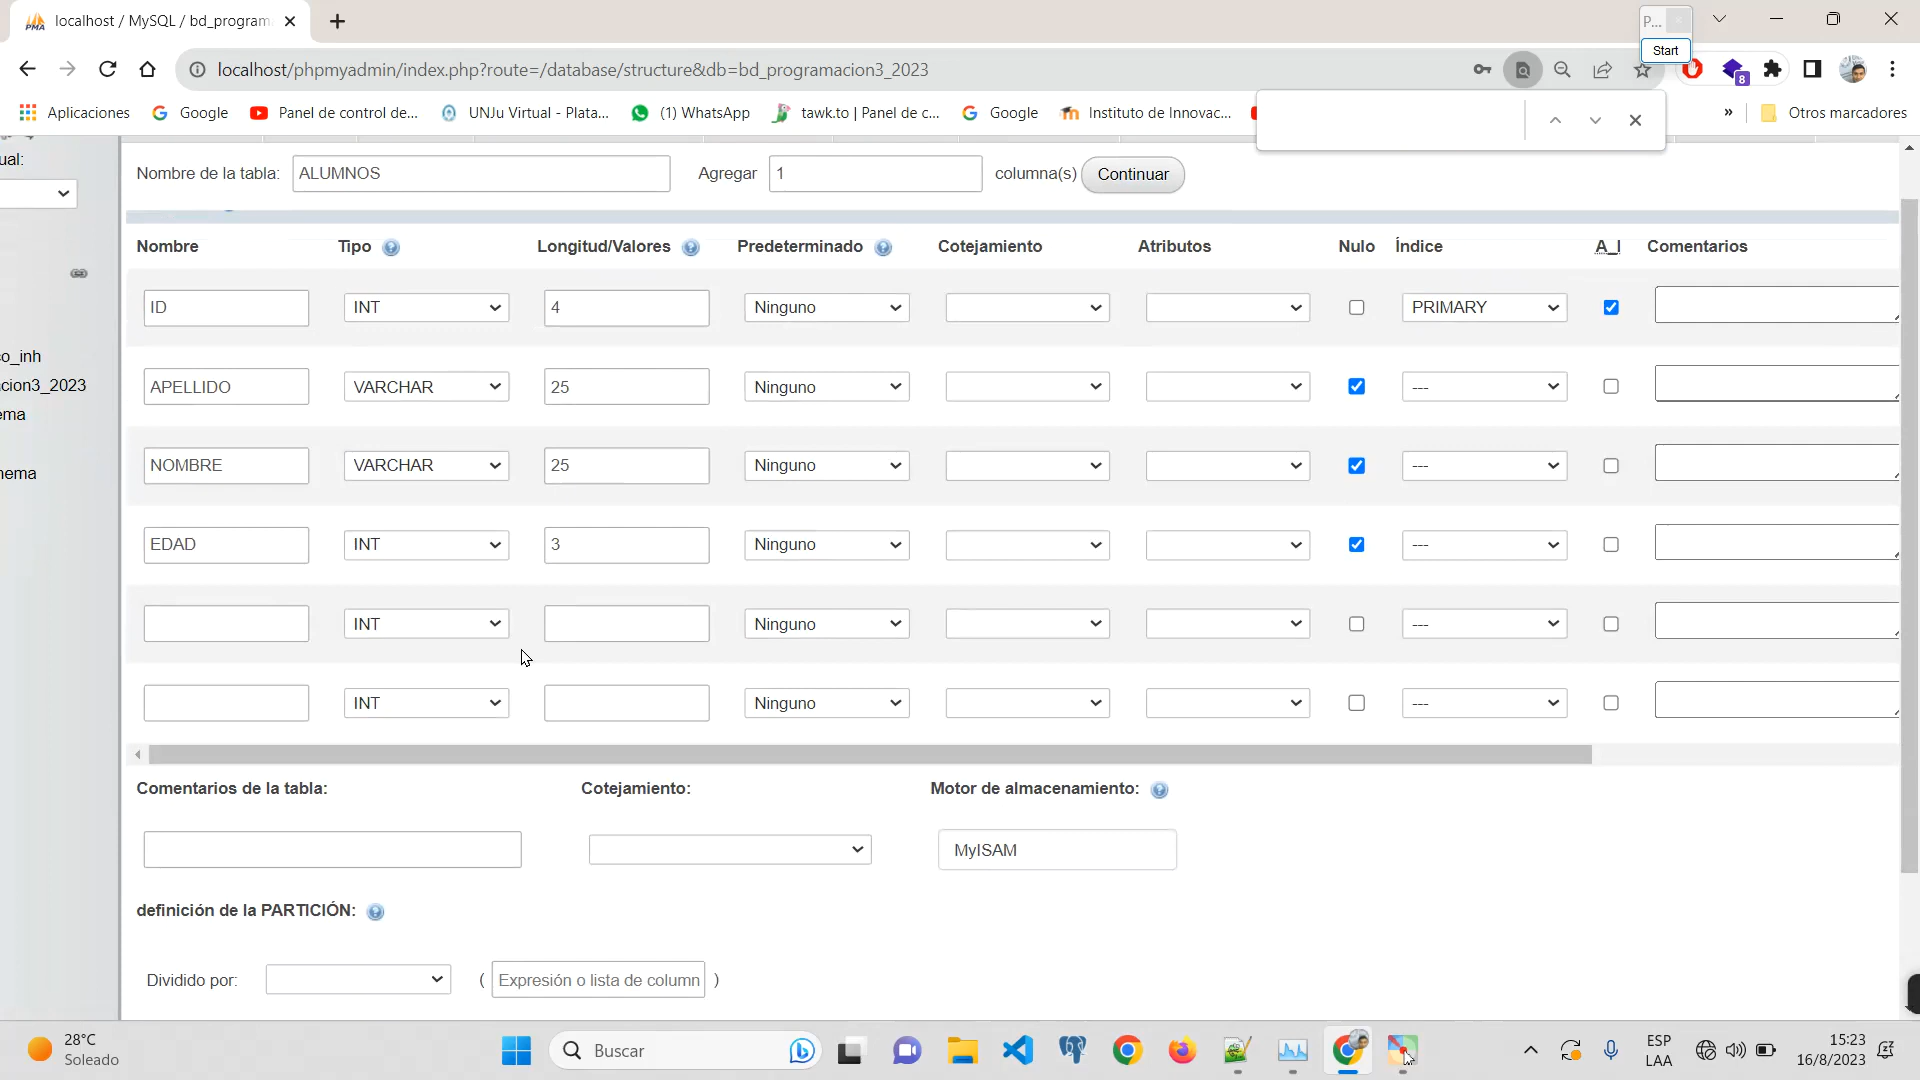 localhost / MySQL / bd_program
P...
Start
localhost/phpmyadmin/index.php?route=/database/structure&db=bd_programacion3_2023
8
Aplicaciones
Google
Panel de control de...
UNJu Virtual - Plata...
(1) WhatsApp
tawk.to | Panel de c...
Google
Instituto de Innovac...
»
Otros marcadores
ual:
Nombre de la tabla: ALUMNOS Agregar 1 columna(s) Continuar
Nombre Tipo Longitud/Valores Predeterminado Cotejamiento Atributos Nulo Índice A_I Comentarios
ID INT 4 Ninguno PRIMARY
co_inh
cion3_2023
ema
nema
APELLIDO VARCHAR 25 Ninguno ---
NOMBRE VARCHAR 25 Ninguno ---
EDAD INT 3 Ninguno ---
INT Ninguno ---
INT Ninguno ---
Comentarios de la tabla: Cotejamiento: Motor de almacenamiento:
MyISAM
definición de la PARTICIÓN:
Dividido por: ( Expresión o lista de column )
28°C
Soleado
Buscar
ESP
LAA
15:23
16/8/2023